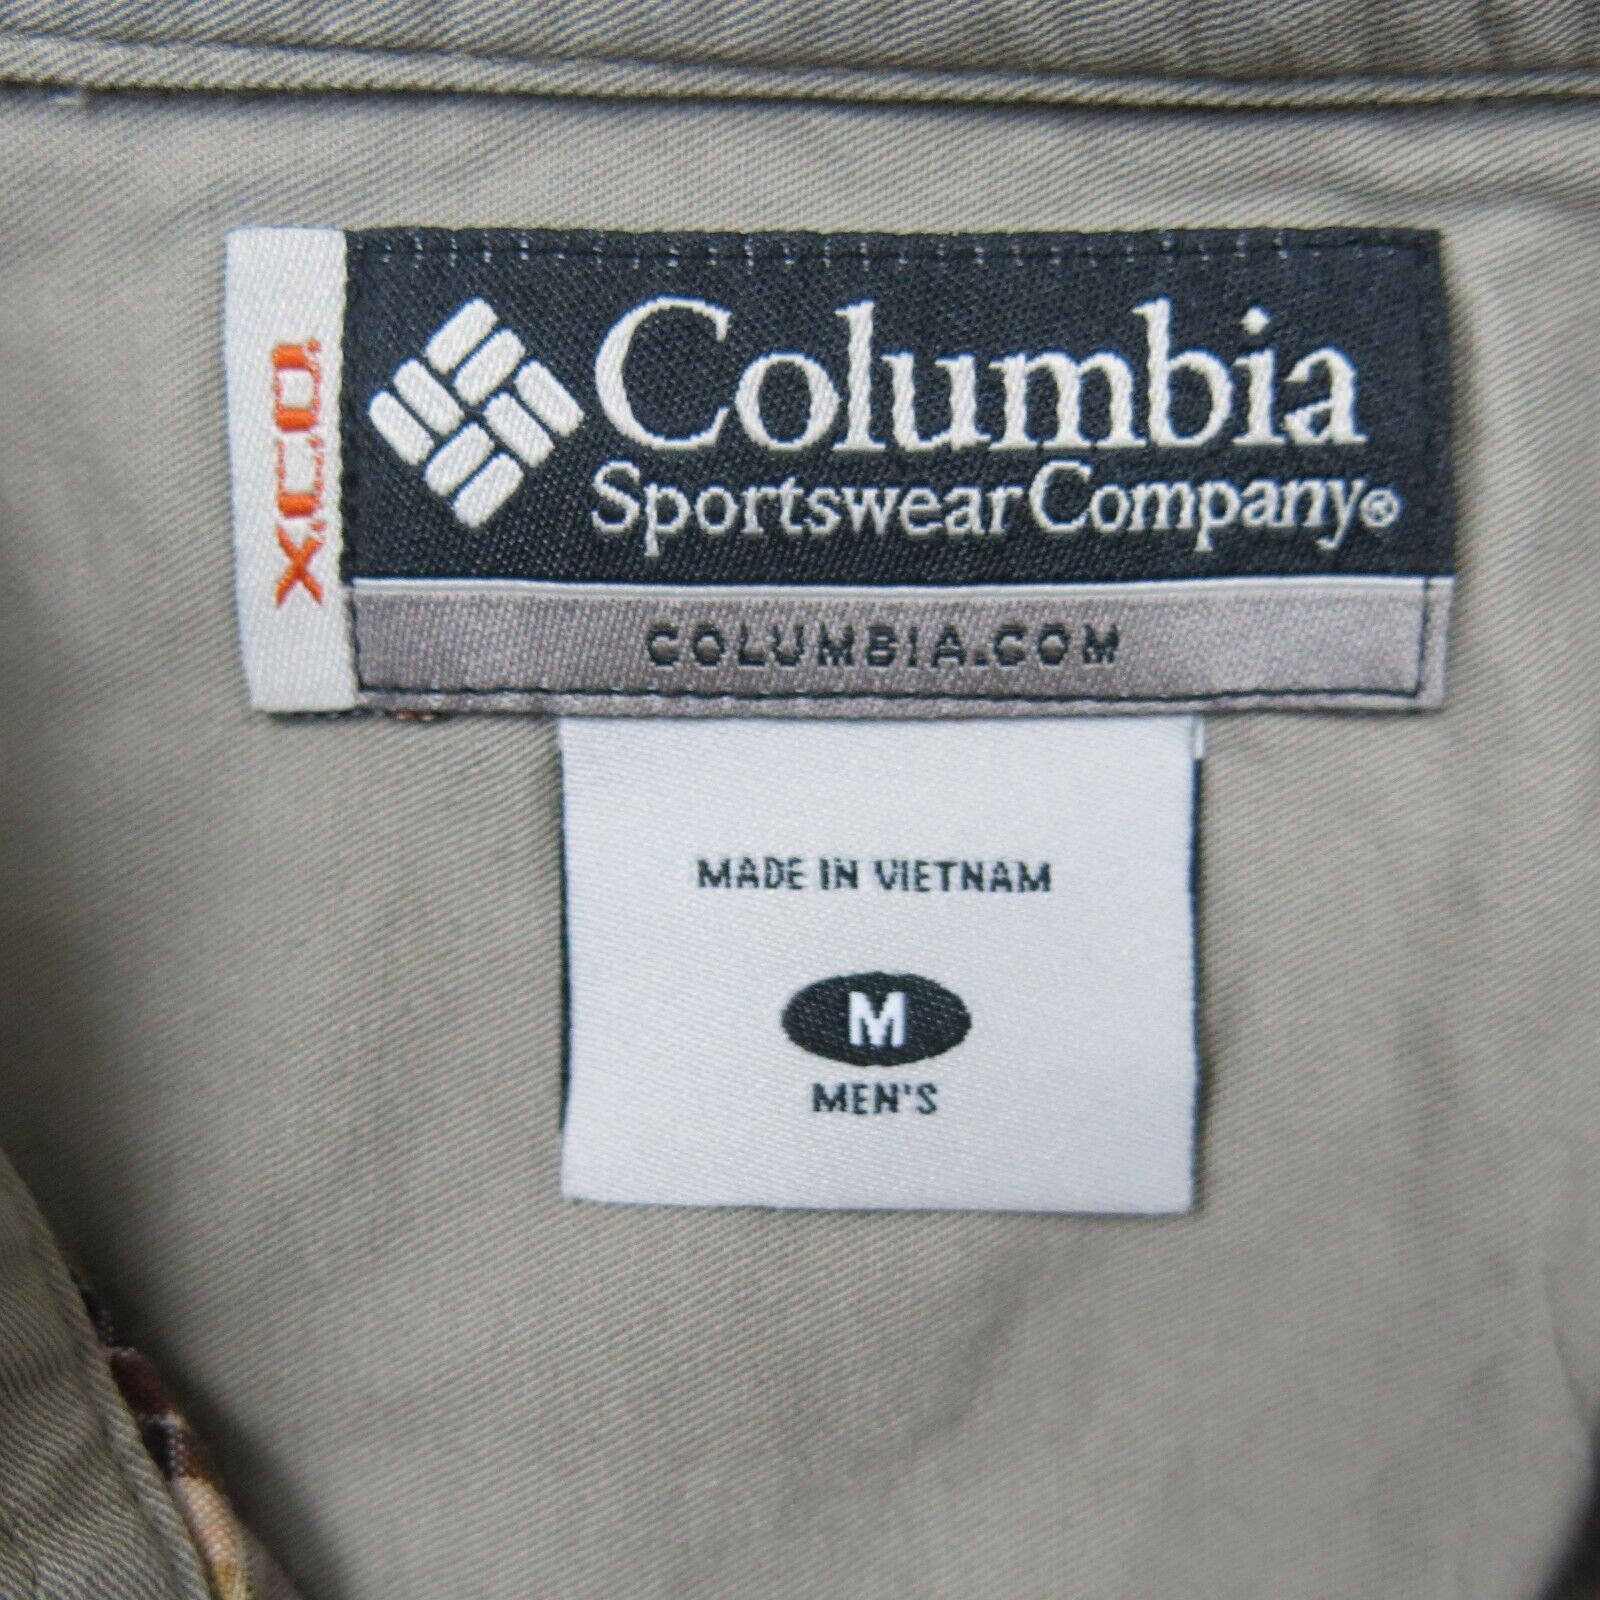 XCO
Columbia
Sportswear Company®
COLUMBIA.COM
MADE IN VIETNAM
M
MEN'S